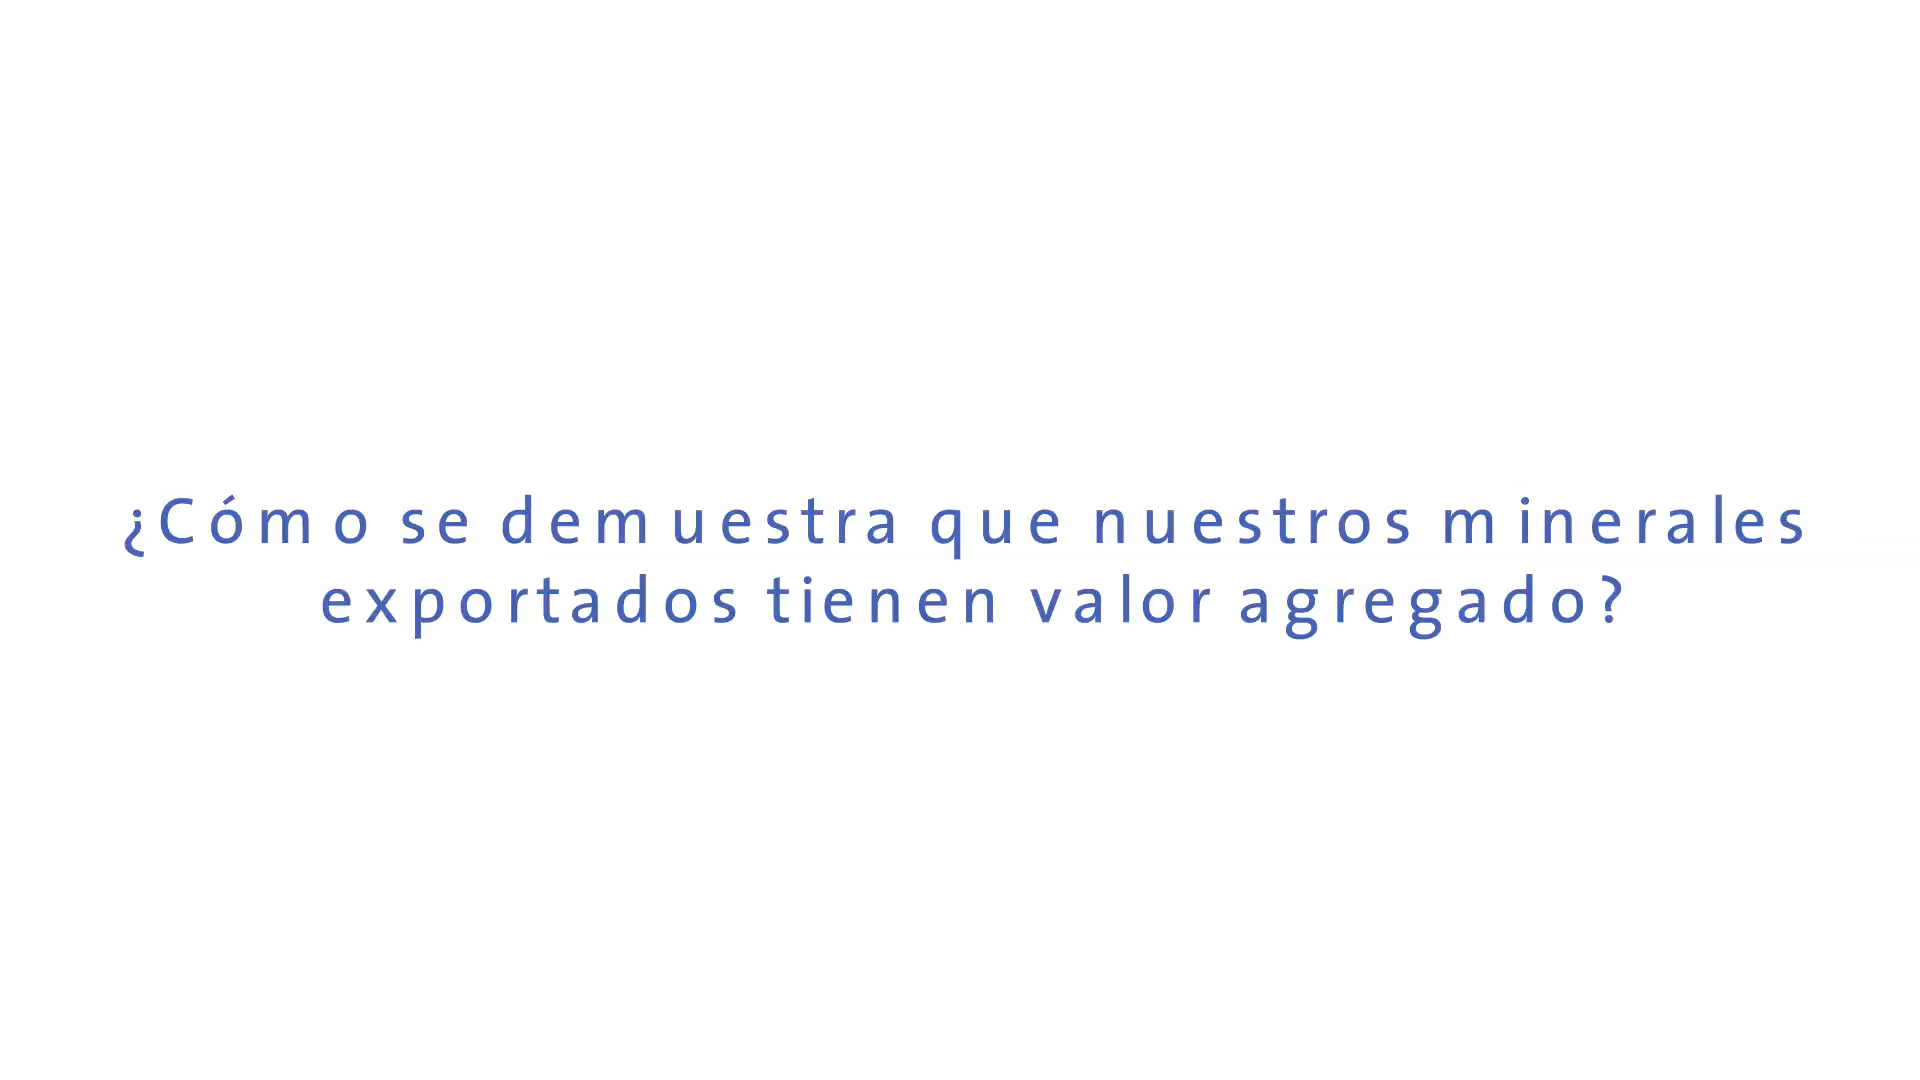 ¿Cómo se demuestra que nuestros minerales
exportados tienen valor agregado?